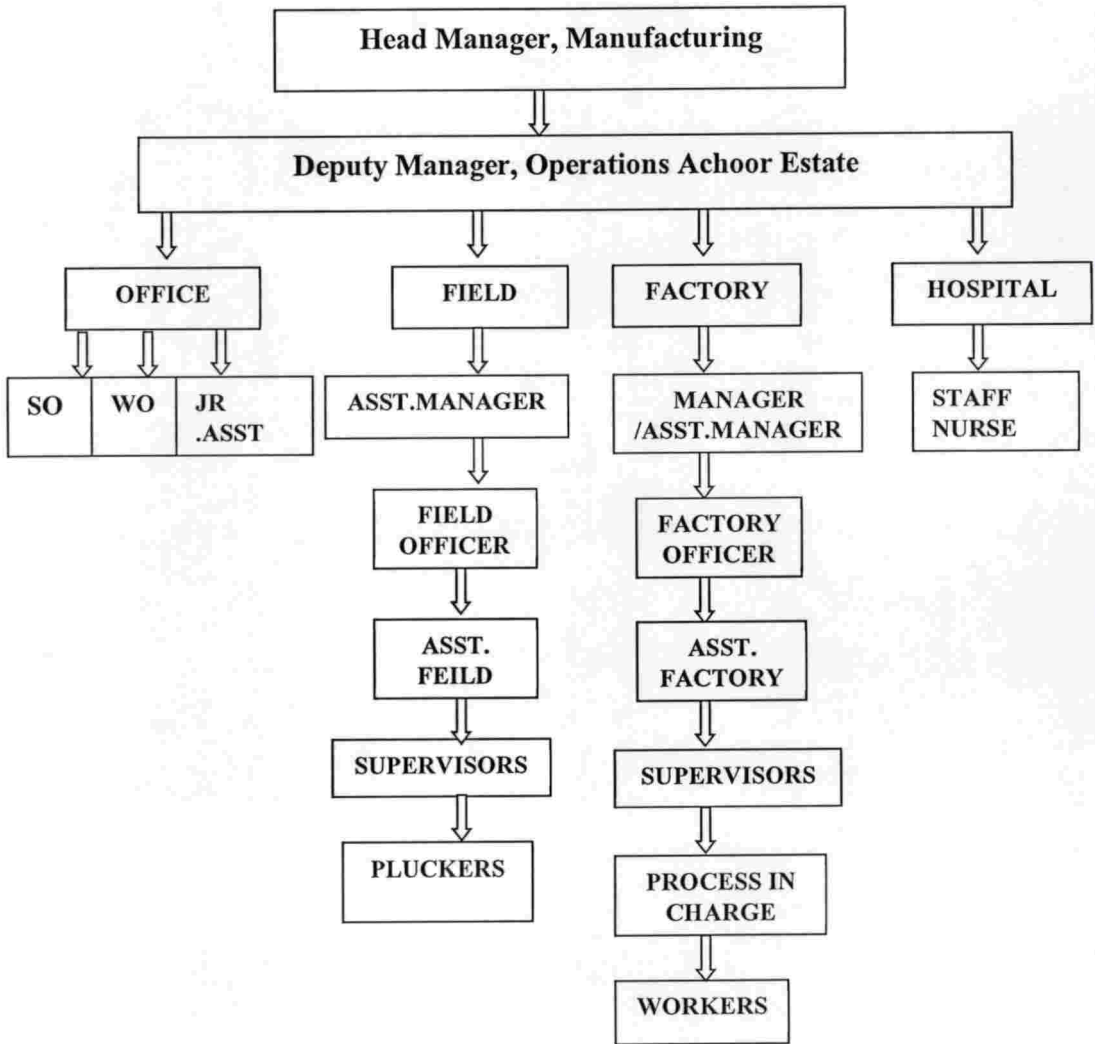 Head Manager, Manufacturing
Deputy Manager, Operations Achoor Estate
OFFICE
FIELD
FACTORY
HOSPITAL
SO
WO
JR
.ASST
ASST.MANAGER
MANAGER
/ASST.MANAGER
STAFF
NURSE
FIELD
OFFICER
FACTORY
OFFICER
ASST.
FEILD
ASST.
FACTORY
SUPERVISORS
SUPERVISORS
PLUCKERS
PROCESS IN
CHARGE
WORKERS